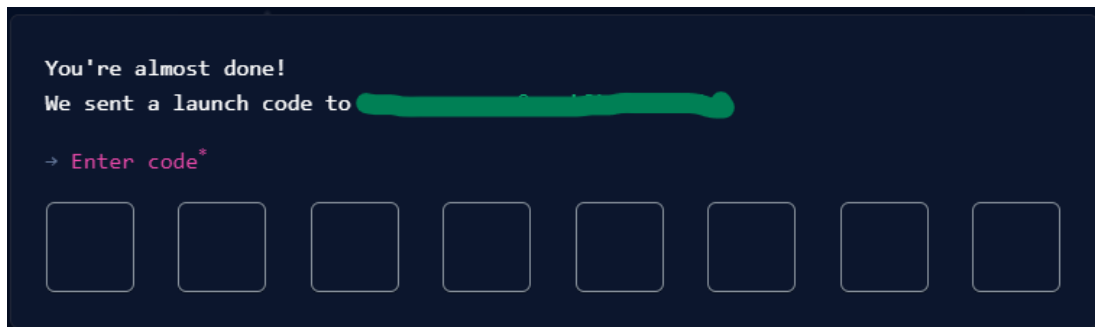 You're almost done!
We sent a launch code to
→ Enter code*